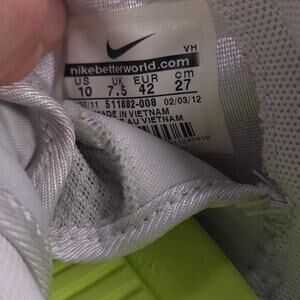 VH
nikebetterworld.com
US UK EUR cm
10 7.5 42 27
/11 511882-008 02/03/12
MADE IN VIETNAM
AU VIETNAM